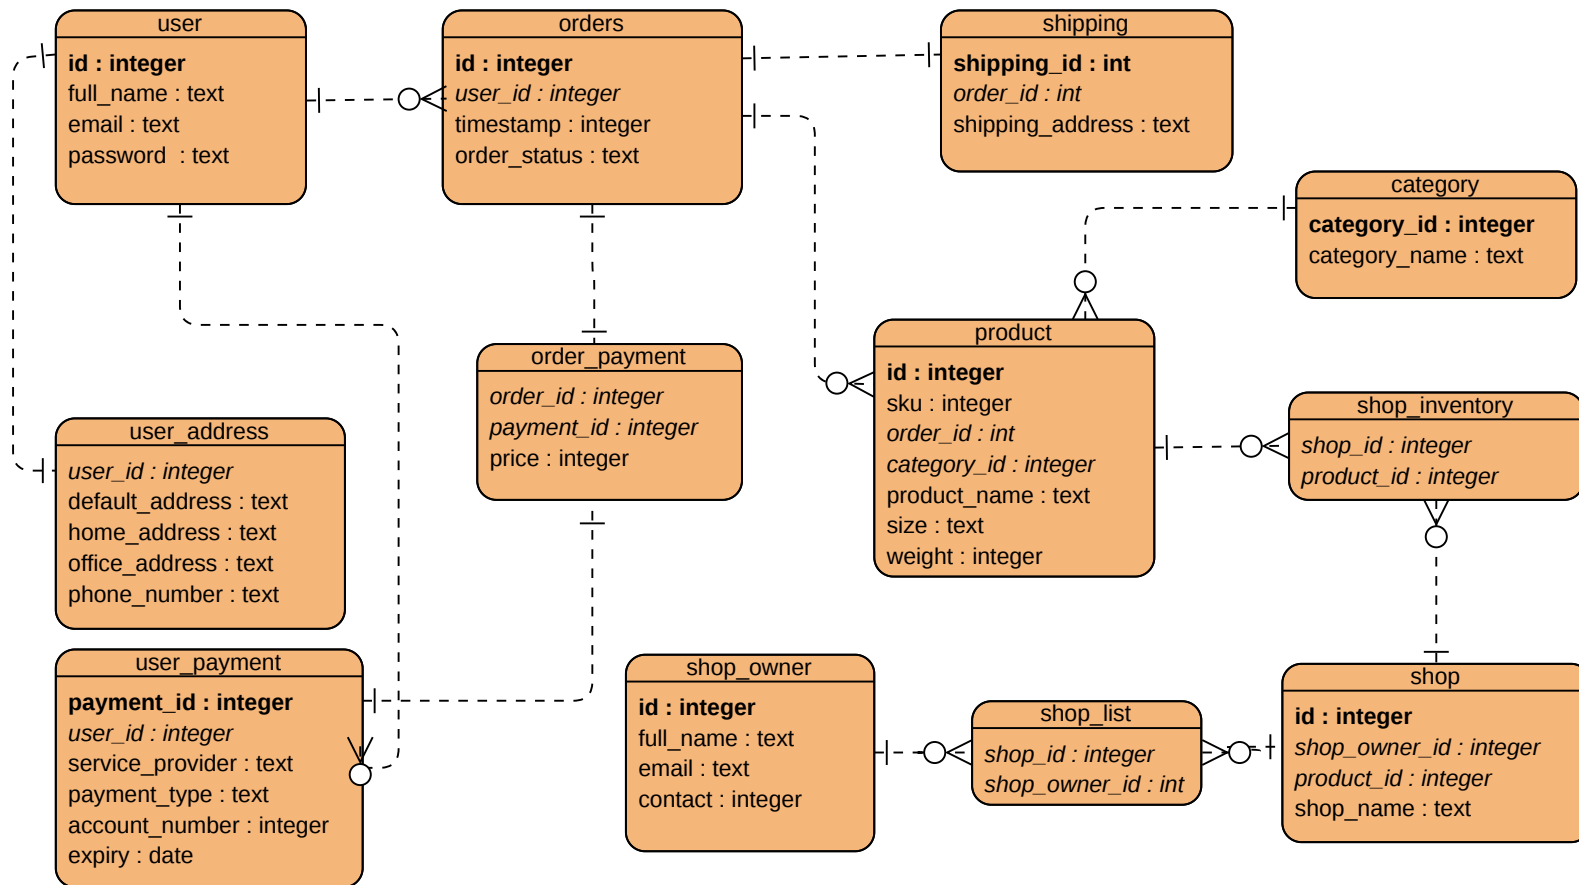 user
id : integer
full_name : text
email : text
password  : text
orders
id : integer
user_id : integer
timestamp : integer
order_status : text
shipping
shipping_id : int
order_id : int
shipping_address : text
category
category_id : integer
category_name : text
order_payment
order_id : integer
payment_id : integer
price : integer
product
id : integer
sku : integer
order_id : int
category_id : integer
product_name : text
size : text
weight : integer
shop_inventory
shop_id : integer
product_id : integer
user_address
user_id : integer
default_address : text
home_address : text
office_address : text
phone_number : text
user_payment
payment_id : integer
user_id : integer
service_provider : text
payment_type : text
account_number : integer
expiry : date
shop_owner
id : integer
full_name : text
email : text
contact : integer
shop_list
shop_id : integer
shop_owner_id : int
shop
id : integer
shop_owner_id : integer
product_id : integer
shop_name : text